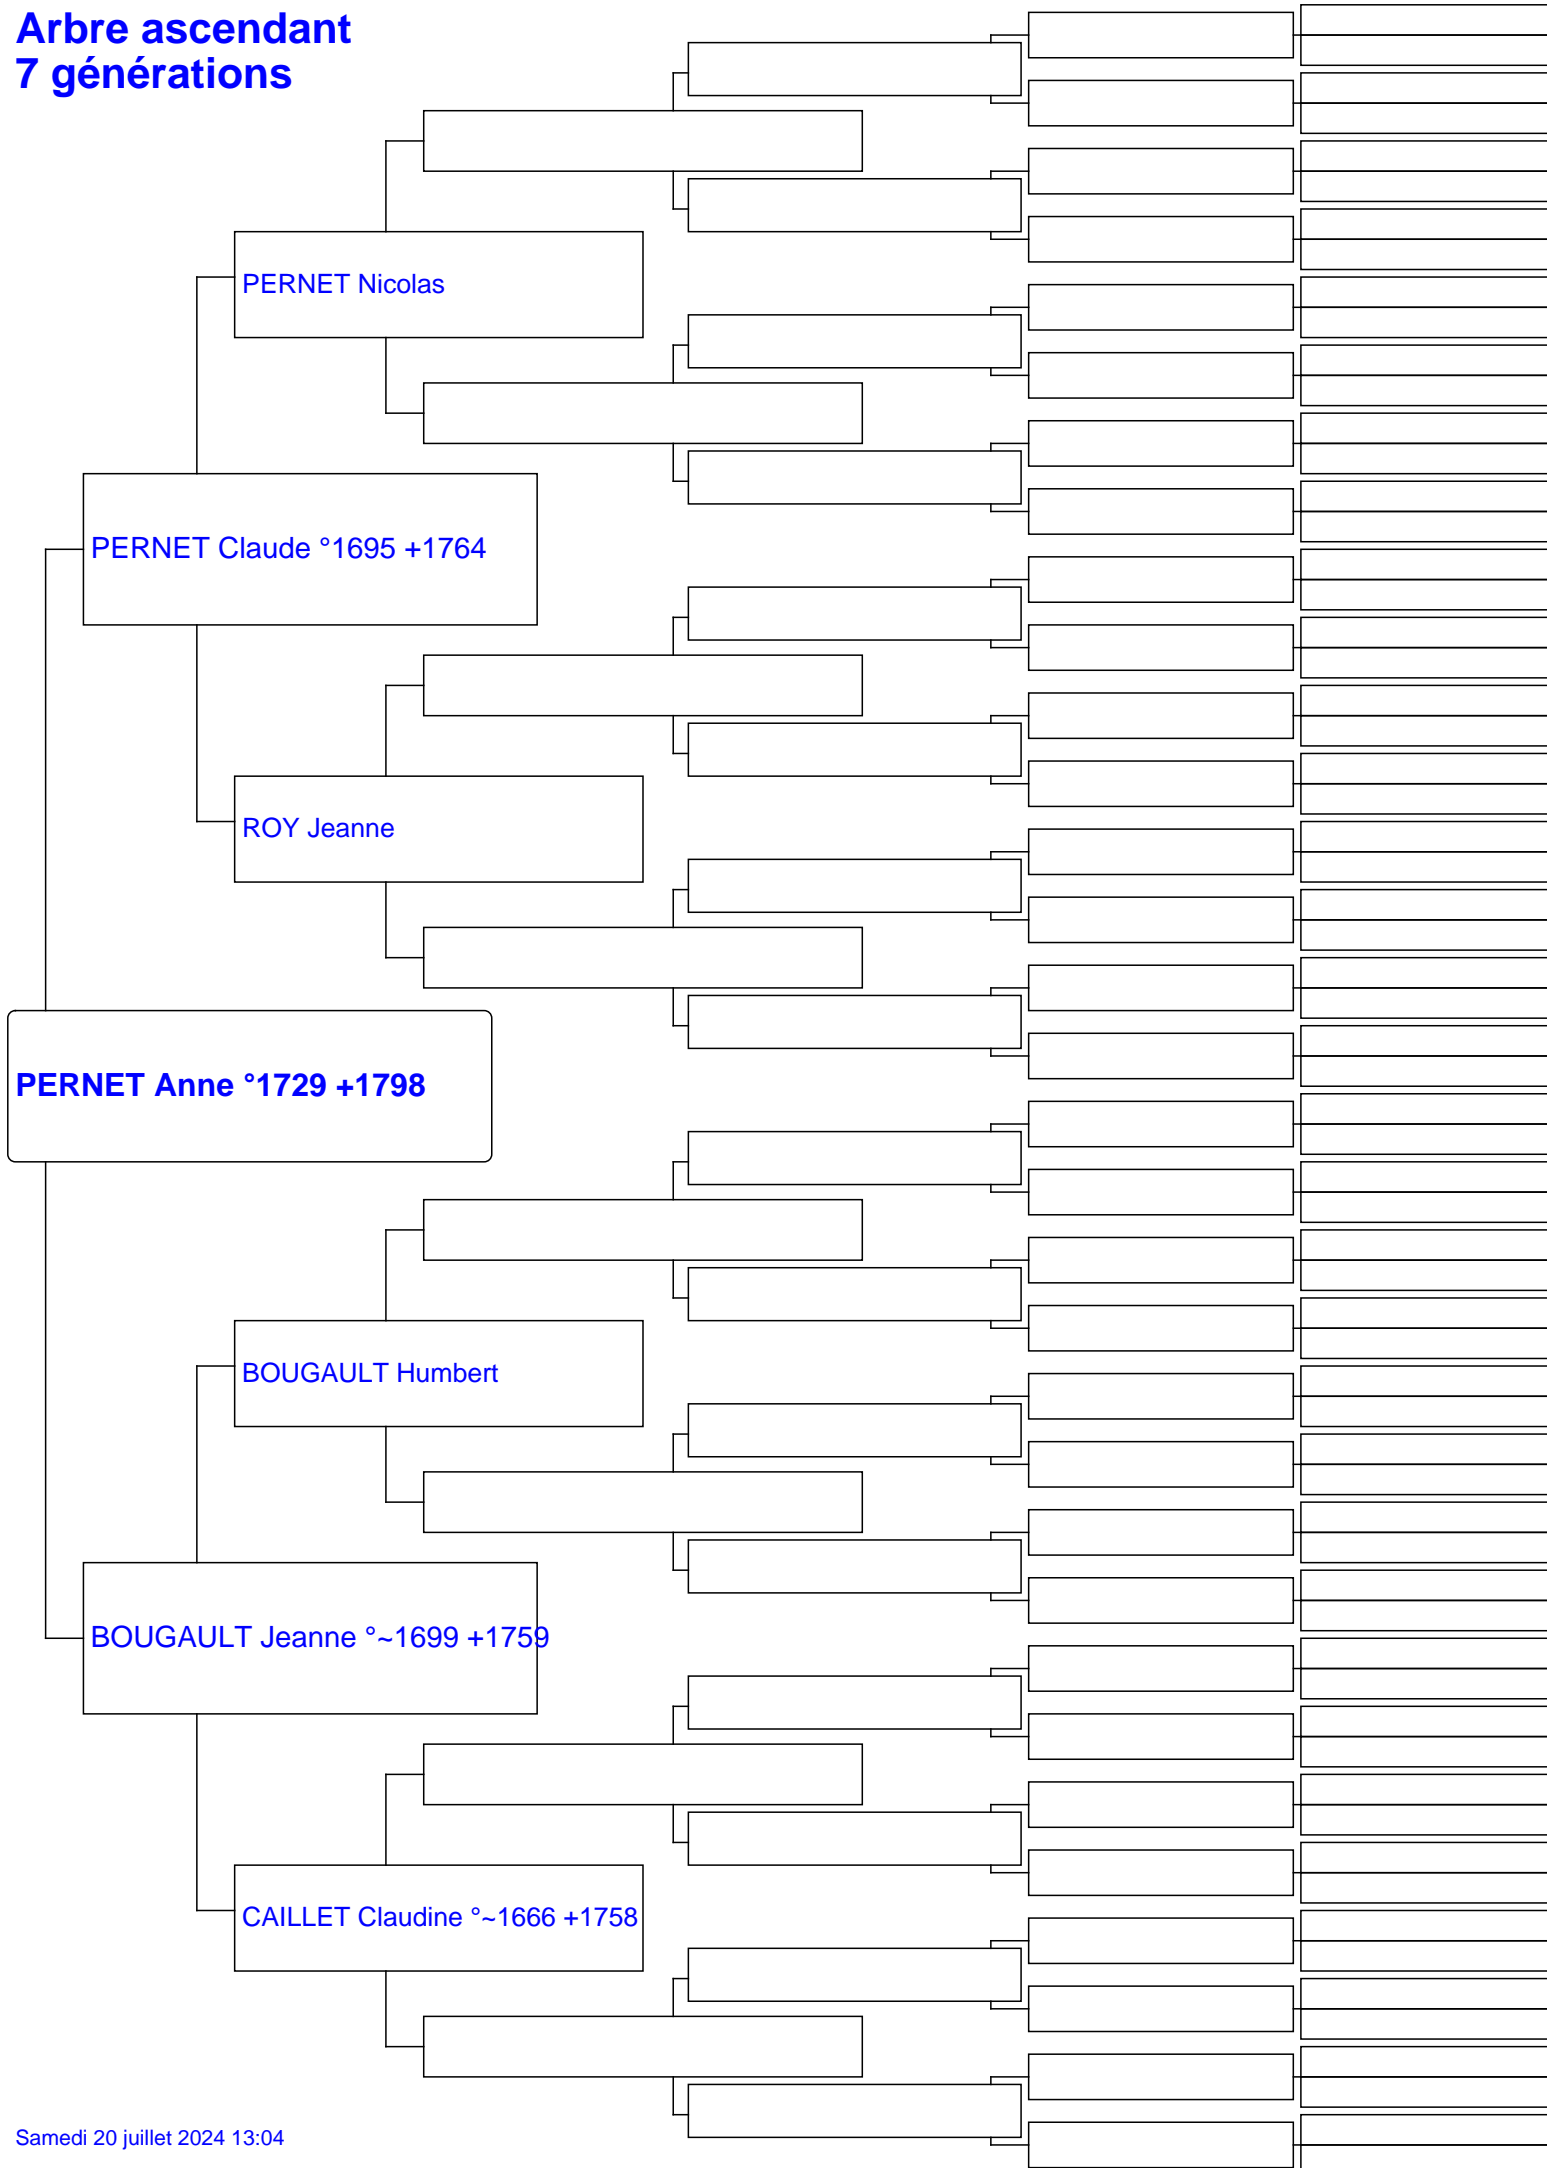 Arbre ascendant
7 générations
PERNET Nicolas
PERNET Claude °1695 +1764
ROY Jeanne
PERNET Anne °1729 +1798
BOUGAULT Humbert
BOUGAULT Jeanne °~1699 +1759
CAILLET Claudine °~1666 +1758
Samedi 20 juillet 2024 13:04